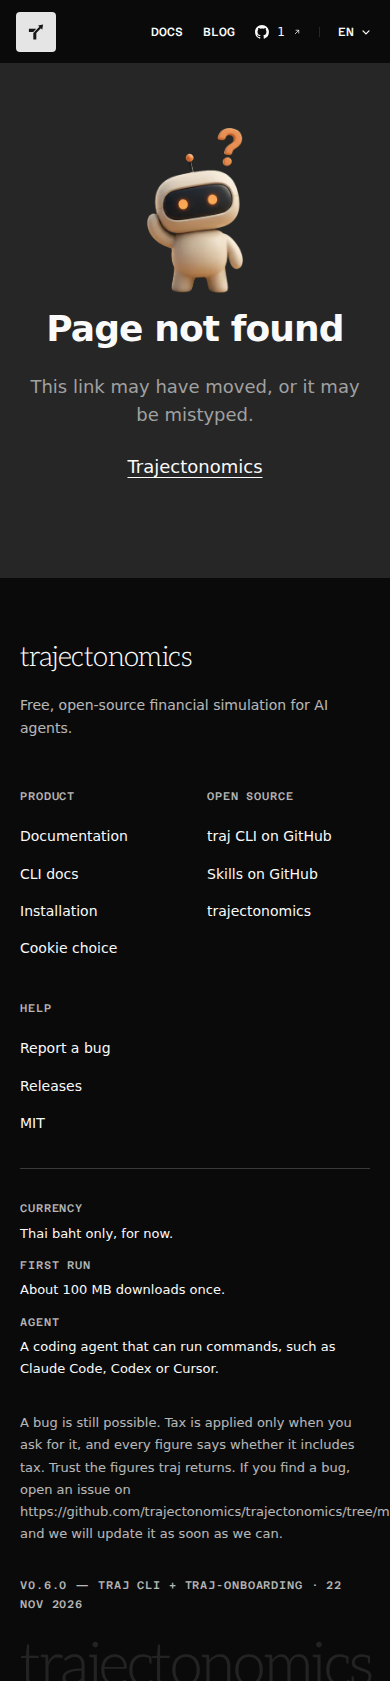 DOCS BLOG 1 EN
?
Page not found
This link may have moved, or it may
be mistyped.
Trajectonomics
trajectonomics
Free, open-source financial simulation for AI
agents.
PRODUCT
Documentation
CLI docs
Installation
Cookie choice
OPEN SOURCE
traj CLI on GitHub
Skills on GitHub
trajectonomics
HELP
Report a bug
Releases
MIT
CURRENCY
Thai baht only, for now.
FIRST RUN
About 100 MB downloads once.
AGENT
A coding agent that can run commands, such as
Claude Code, Codex or Cursor.
A bug is still possible. Tax is applied only when you
ask for it, and every figure says whether it includes
tax. Trust the figures traj returns. If you find a bug,
open an issue on
https://github.com/trajectonomics/trajectonomics/tree/m
and we will update it as soon as we can.
V0.6.0 — TRAJ CLI + TRAJ-ONBOARDING · 22
NOV 2026
trajectonomics